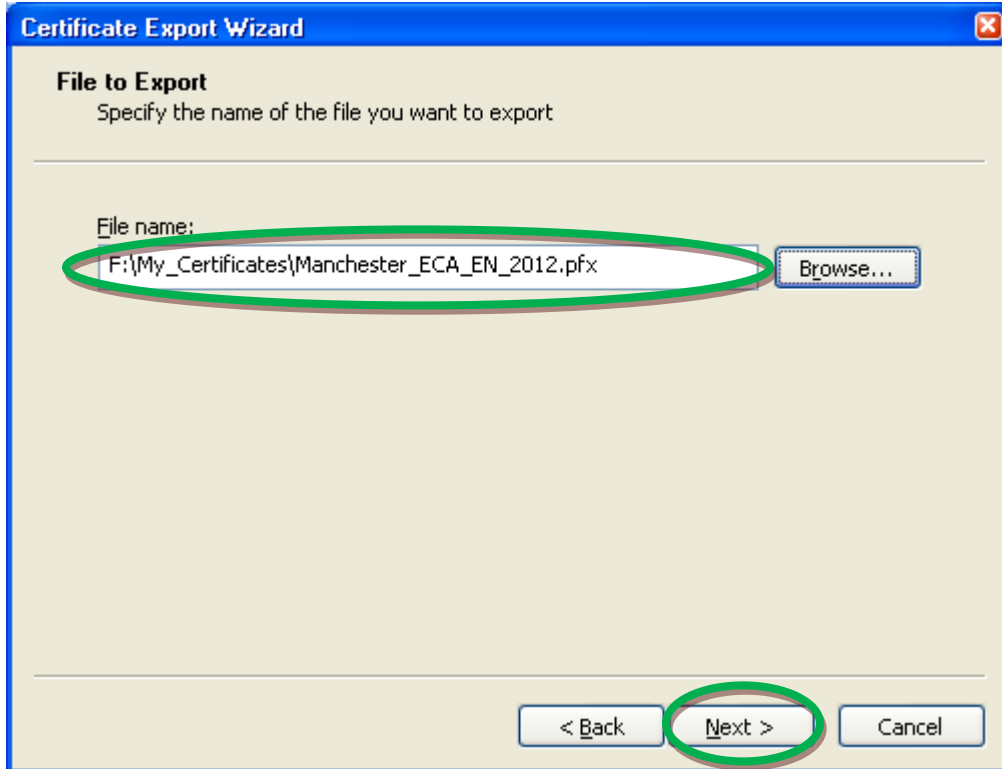 Certificate Export Wizard
File to Export
Specify the name of the file you want to export
File name:
F:\My_Certificates\Manchester_ECA_EN_2012.pfx
Browse...
< Back Next > Cancel